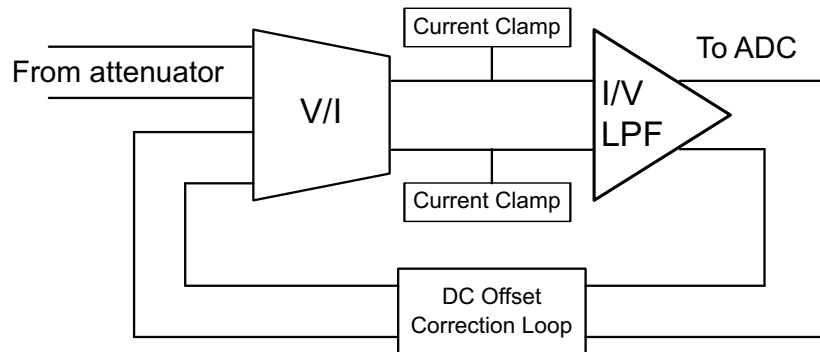 Current Clamp
To ADC
From attenuator
V/I
I/V
LPF
Current Clamp
DC Offset
Correction Loop